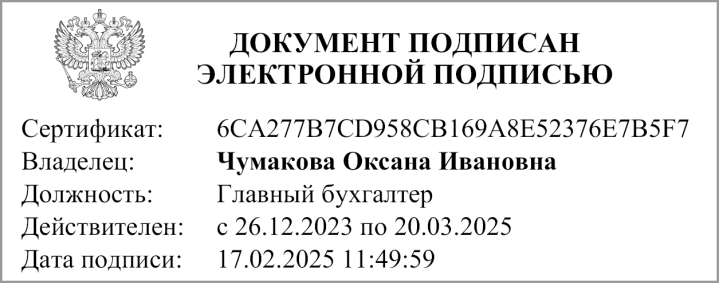 ДОКУМЕНТ ПОДПИСАН
ЭЛЕКТРОННОЙ ПОДПИСЬЮ
Сертификат: 6CA277B7CD958CB169A8E52376E7B5F7
Владелец: Чумакова Оксана Ивановна
Должность: Главный бухгалтер
Действителен: с 26.12.2023 по 20.03.2025
Дата подписи: 17.02.2025 11:49:59